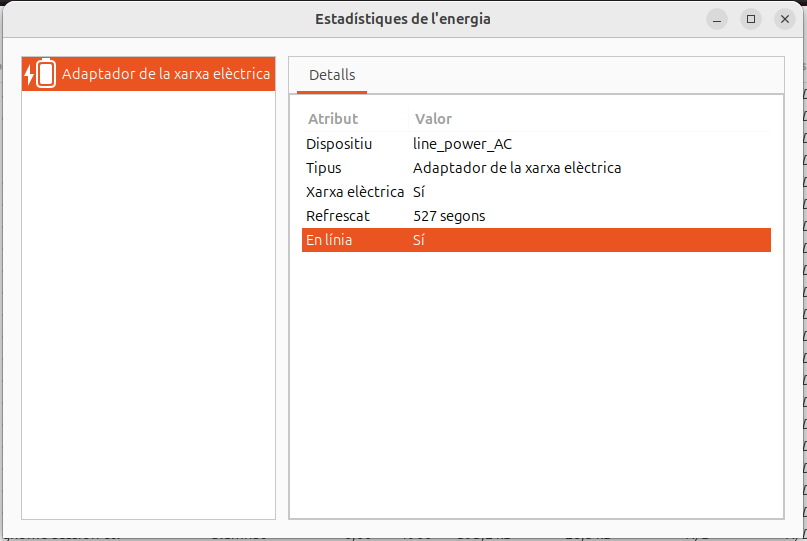 Estadístiques de l'energia
Adaptador de la xarxa elèctrica
Detalls
Atribut Valor
Dispositiu line_power_AC
Tipus Adaptador de la xarxa elèctrica
Xarxa elèctrica Sí
Refrescat 527 segons
En línia Sí